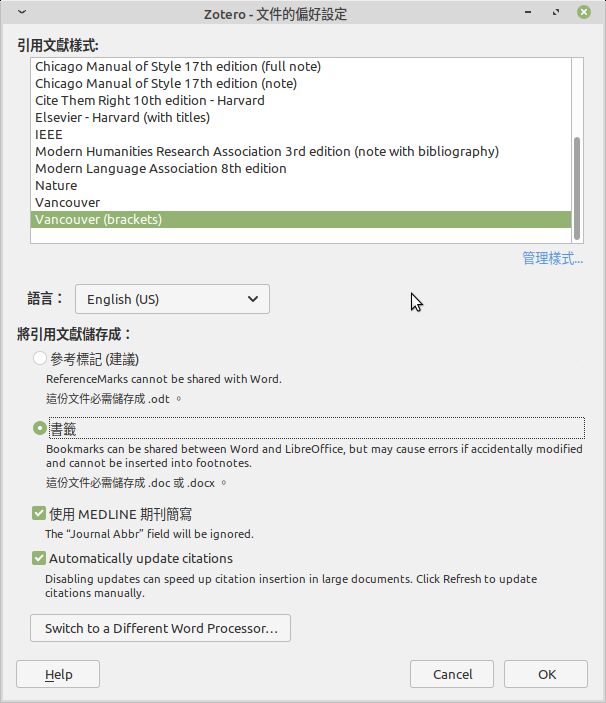 Zotero - 文件的偏好設定
引用文獻樣式:
Chicago Manual of Style 17th edition (full note)
Chicago Manual of Style 17th edition (note)
Cite Them Right 10th edition - Harvard
Elsevier - Harvard (with titles)
IEEE
Modern Humanities Research Association 3rd edition (note with bibliography)
Modern Language Association 8th edition
Nature
Vancouver
Vancouver (brackets)
管理樣式...
語言： English (US)
將引用文獻儲存成：
參考標記 (建議)
ReferenceMarks cannot be shared with Word.
這份文件必需儲存成 .odt 。
書籤
Bookmarks can be shared between Word and LibreOffice, but may cause errors if accidentally modified
and cannot be inserted into footnotes.
這份文件必需儲存成 .doc 或 .docx 。
使用 MEDLINE 期刊簡寫
The “Journal Abbr” field will be ignored.
Automatically update citations
Disabling updates can speed up citation insertion in large documents. Click Refresh to update
citations manually.
Switch to a Different Word Processor...
Help Cancel OK